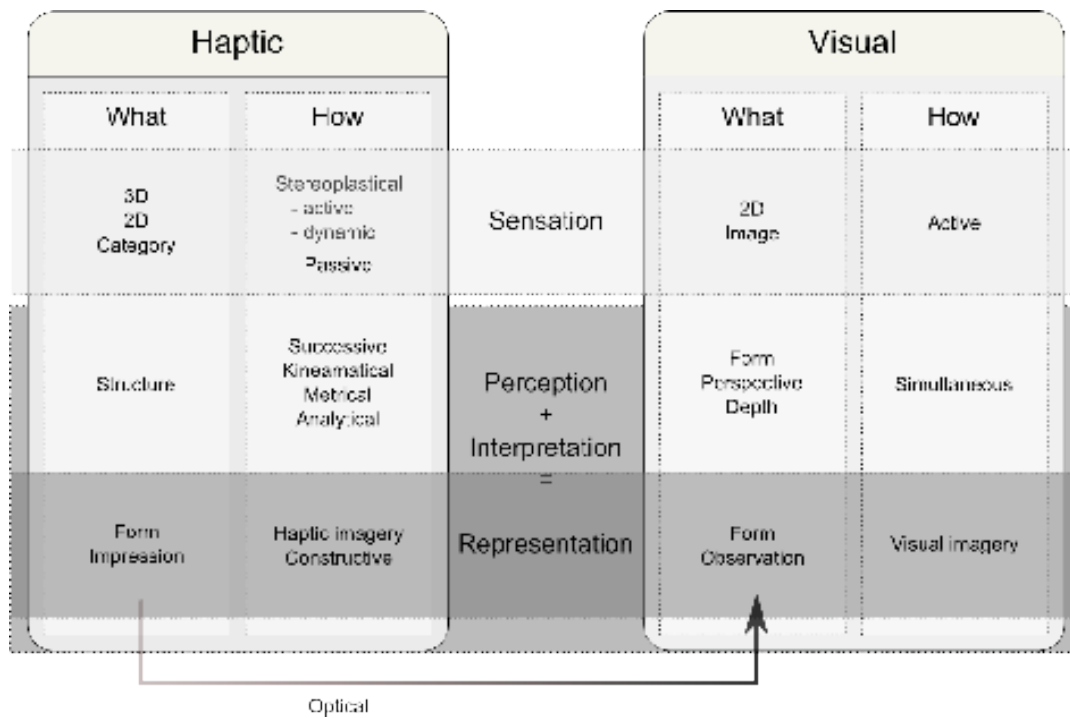 Haptic
Visual
What
How
What
How
3D
2D
Category
Stereoplastical
- active
- dynamic
Passive
Sensation
2D
Image
Active
Structure
Successive
Kineamatical
Metrical
Analytical
Perception
+
Interpretation
=
Form
Perspective
Depth
Simultaneous
Form
Impression
Haptic imagery
Constructive
Representation
Form
Observation
Visual imagery
Optical